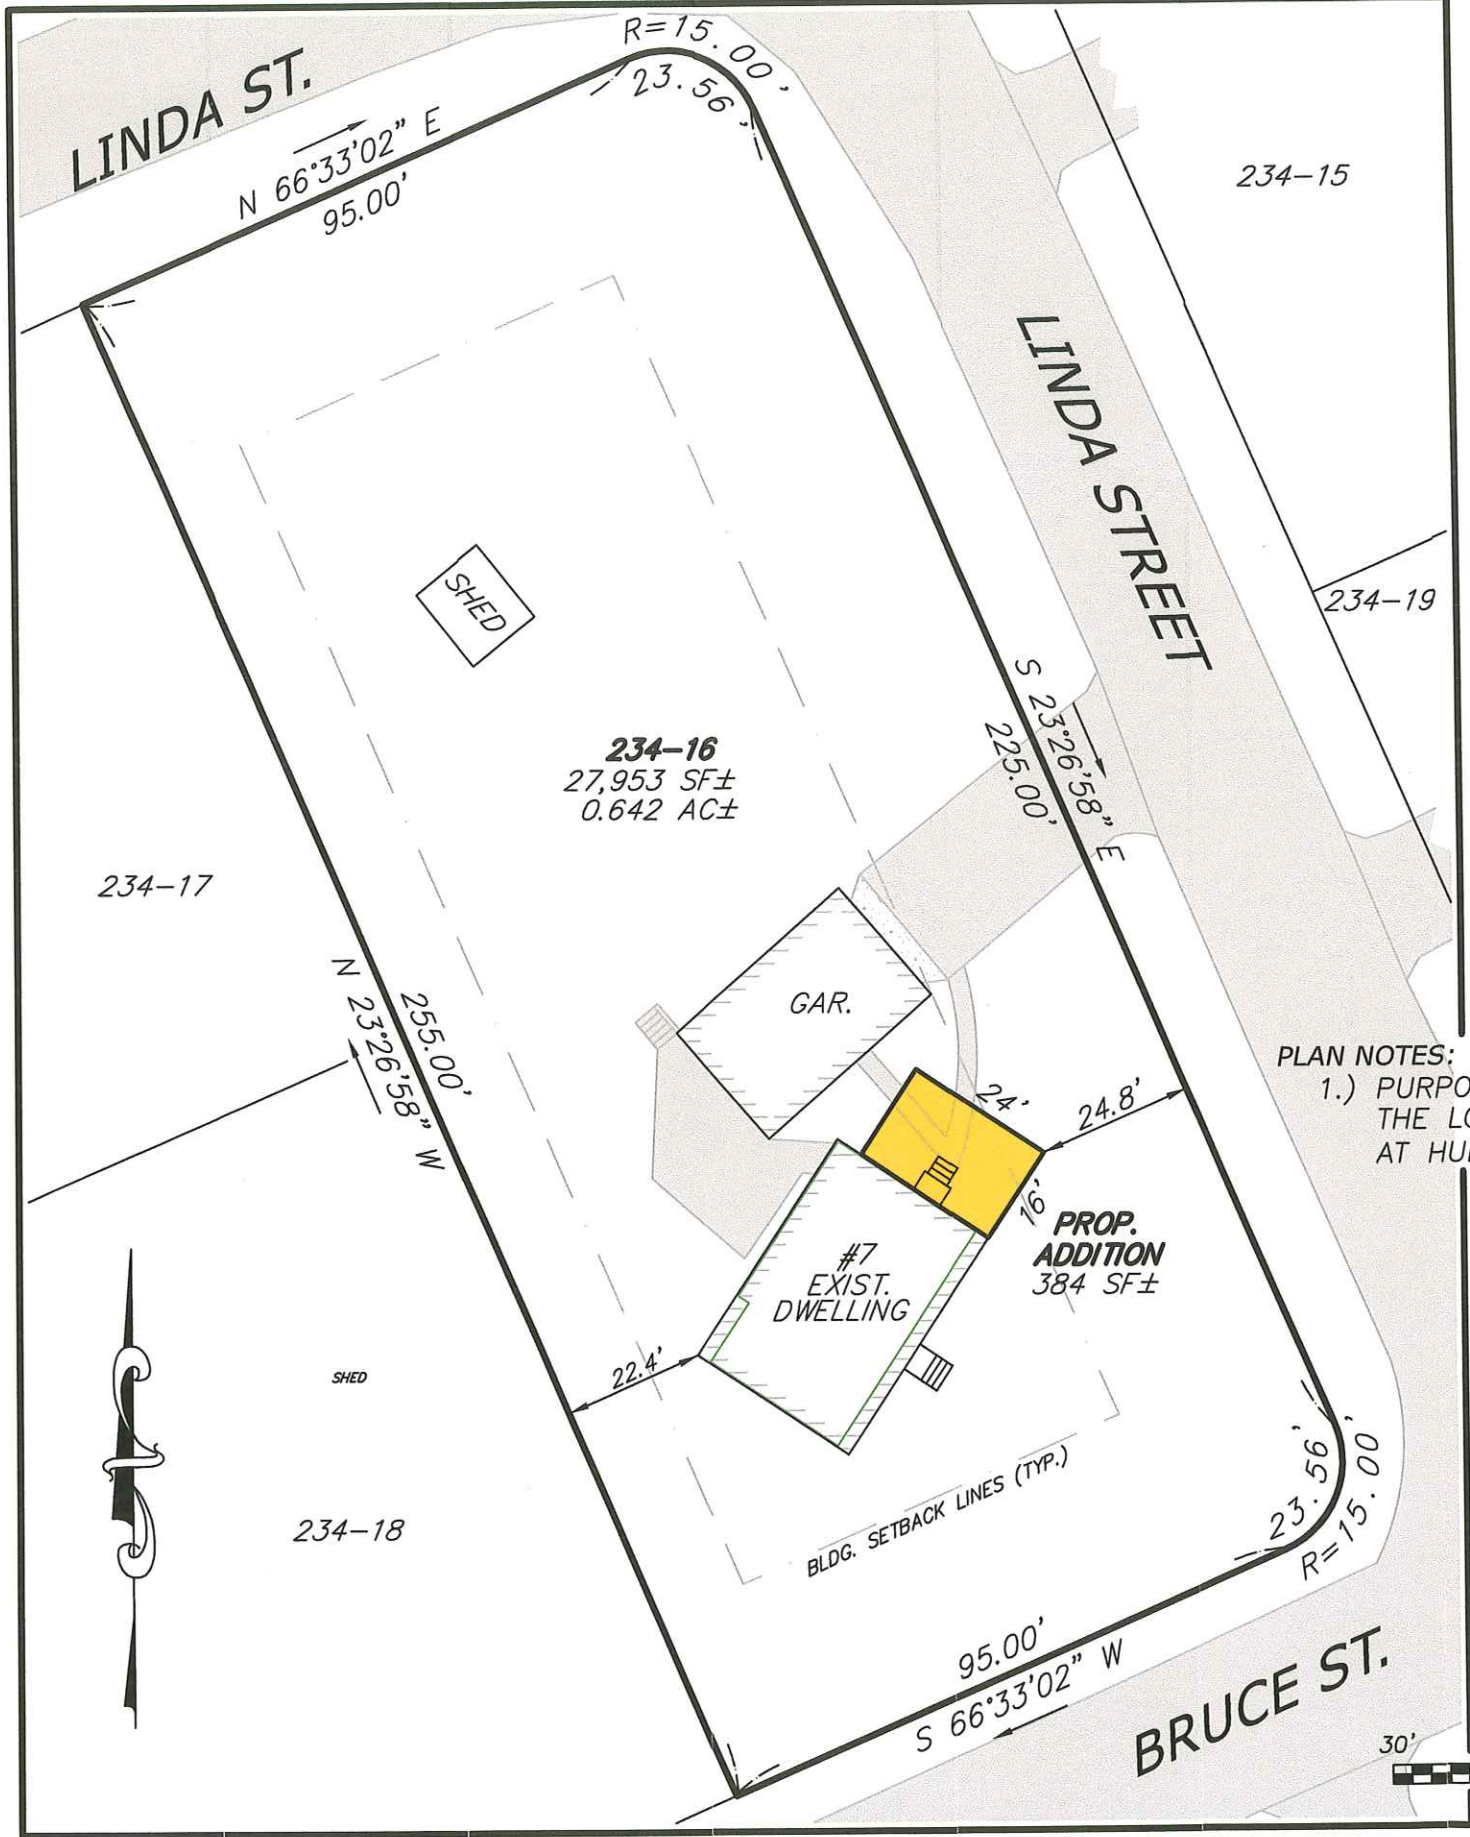 LINDA ST.
R=15.00'
23.56'
N 66°33'02" E
95.00'
234-15
LINDA STREET
SHED
234-19
S 23°26'58" E
225.00'
234-16
27,953 SF±
0.642 AC±
234-17
N 23°26'58" W
255.00'
GAR.
PLAN NOTES:
1.) PURPO
THE LO
AT HU
24'
24.8'
16'
PROP.
ADDITION
384 SF±
#7
EXIST.
DWELLING
22.4'
SHED
234-18
BLDG. SETBACK LINES (TYP.)
23.56'
R=15.00'
95.00'
S 66°33'02" W
BRUCE ST.
30'